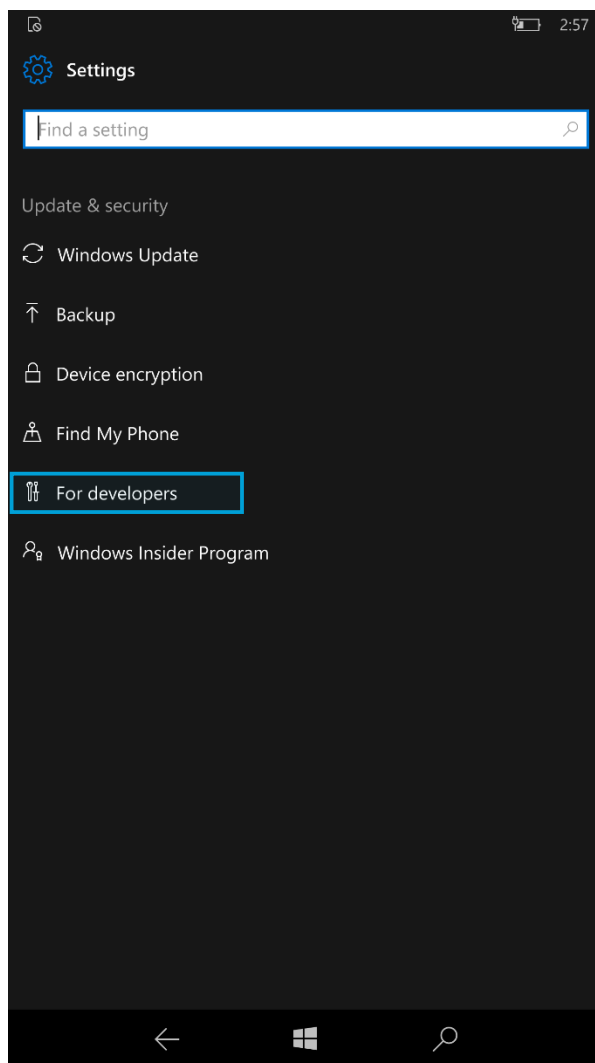 2:57
Settings
Find a setting
Update & security
Windows Update
Backup
Device encryption
Find My Phone
For developers
Windows Insider Program